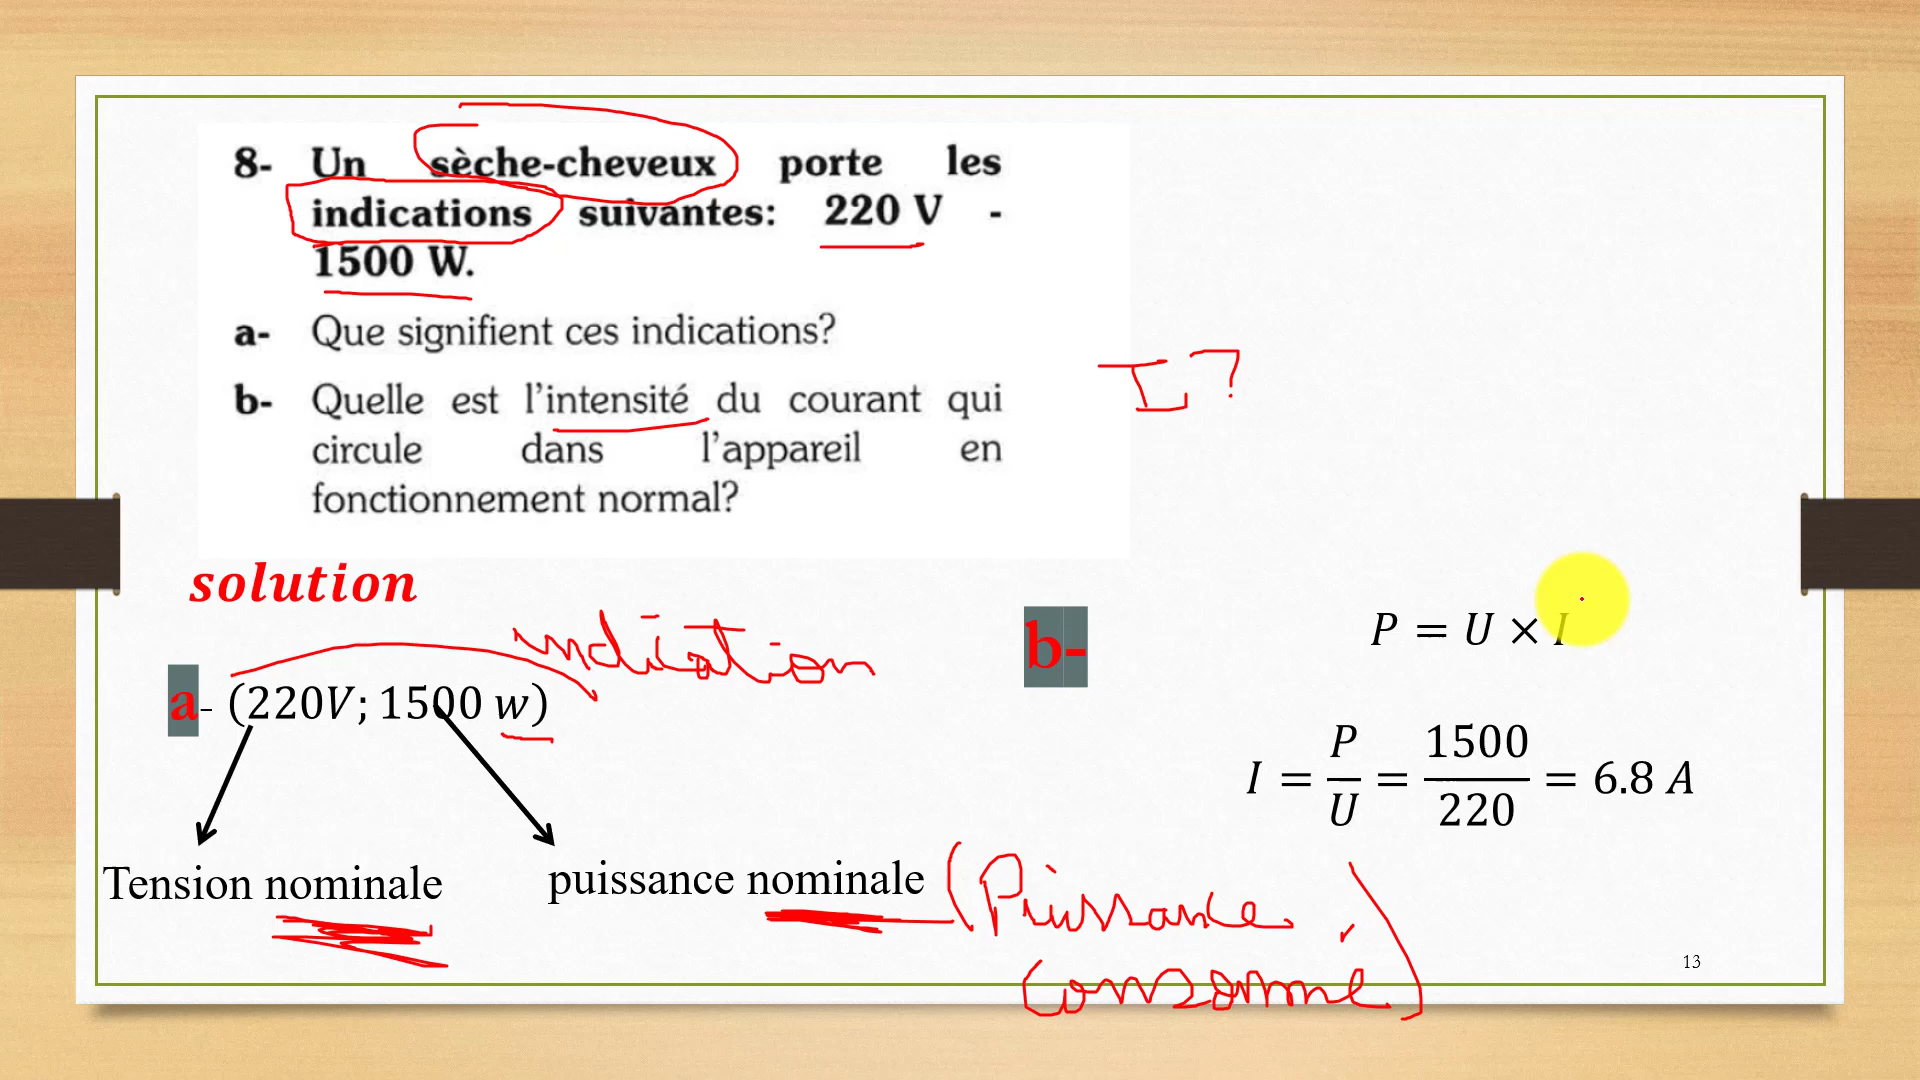 8- Un sèche-cheveux porte les
indications suivantes: 220 V -
1500 W.
a- Que signifient ces indications?
b- Quelle est l'intensité du courant qui
circule dans l'appareil en
fonctionnement normal?
I?
solution
indication
a- (220V; 1500 w)
Tension nominale
puissance nominale
(Puissance
consommé)
b-
P = U × I
I = P/U = 1500/220 = 6.8 A
13